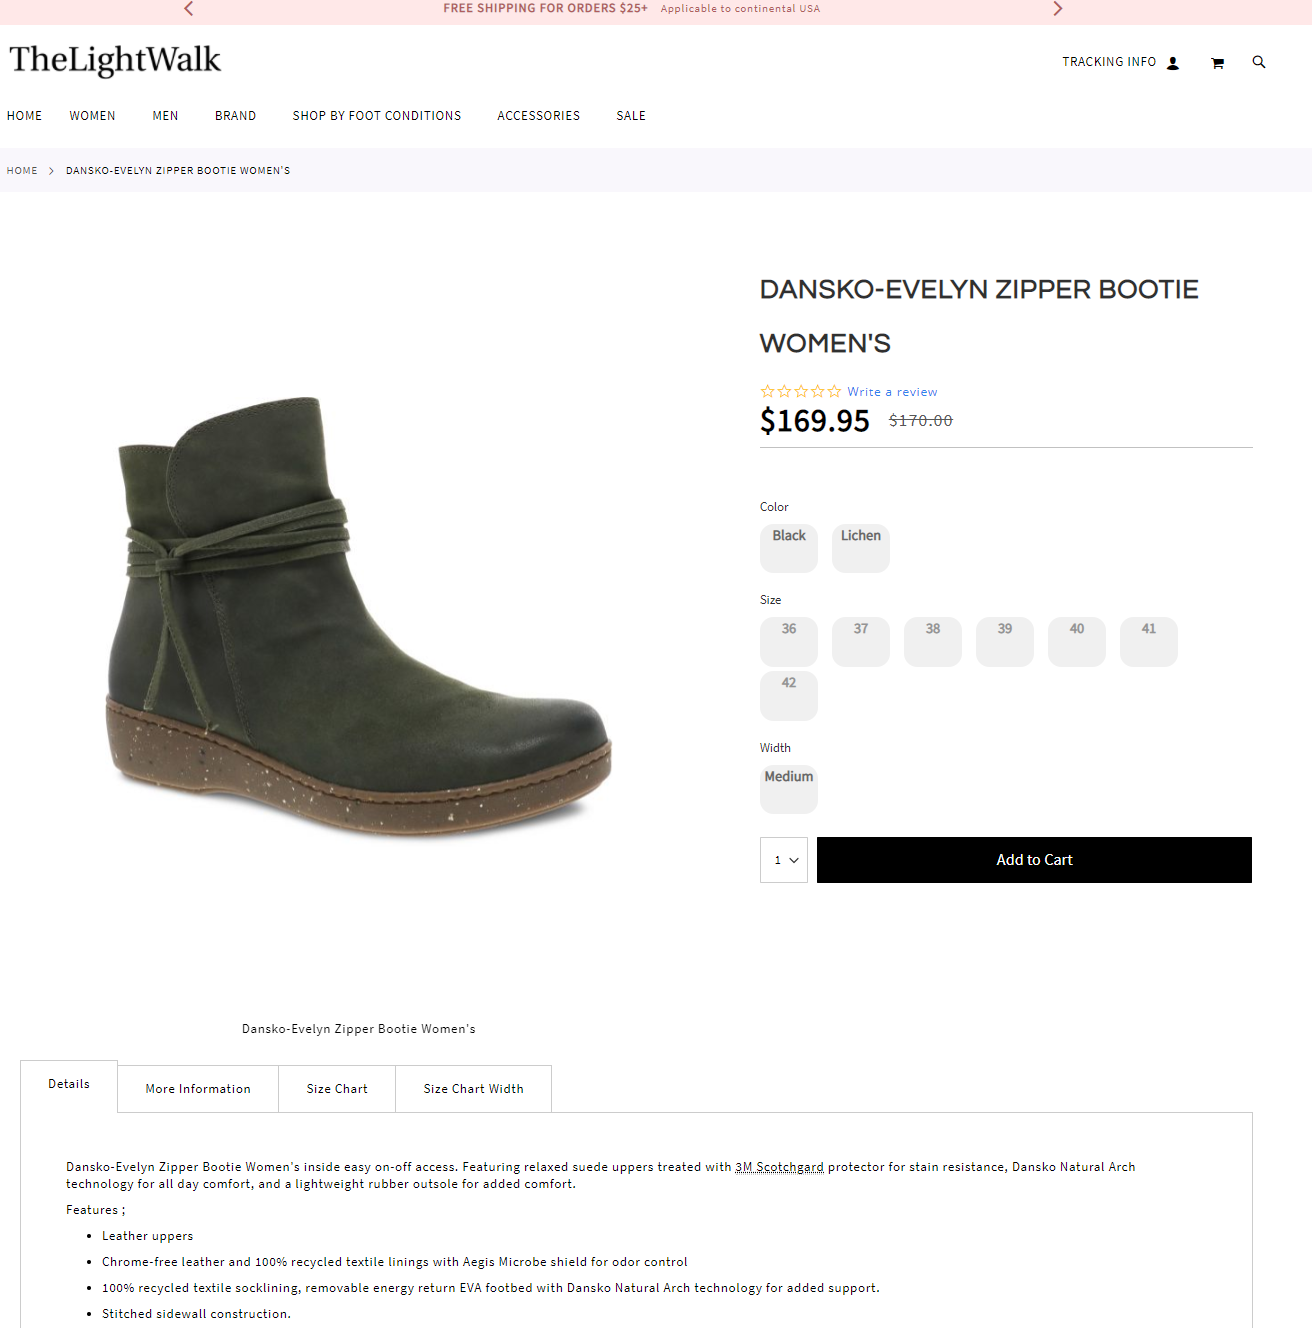 FREE SHIPPING FOR ORDERS $25+ Applicable to continental USA
TheLightWalk
TRACKING INFO
HOME WOMEN MEN BRAND SHOP BY FOOT CONDITIONS ACCESSORIES SALE
HOME > DANSKO-EVELYN ZIPPER BOOTIE WOMEN'S
DANSKO-EVELYN ZIPPER BOOTIE
WOMEN'S
Write a review
$169.95 $170.00
Color
Black Lichen
Size
36 37 38 39 40 41
42
Width
Medium
1 Add to Cart
Dansko-Evelyn Zipper Bootie Women's
Details More Information Size Chart Size Chart Width
Dansko-Evelyn Zipper Bootie Women's inside easy on-off access. Featuring relaxed suede uppers treated with 3M Scotchgard protector for stain resistance, Dansko Natural Arch
technology for all day comfort, and a lightweight rubber outsole for added comfort.
Features ;
• Leather uppers
• Chrome-free leather and 100% recycled textile linings with Aegis Microbe shield for odor control
• 100% recycled textile socklining, removable energy return EVA footbed with Dansko Natural Arch technology for added support.
• Stitched sidewall construction.